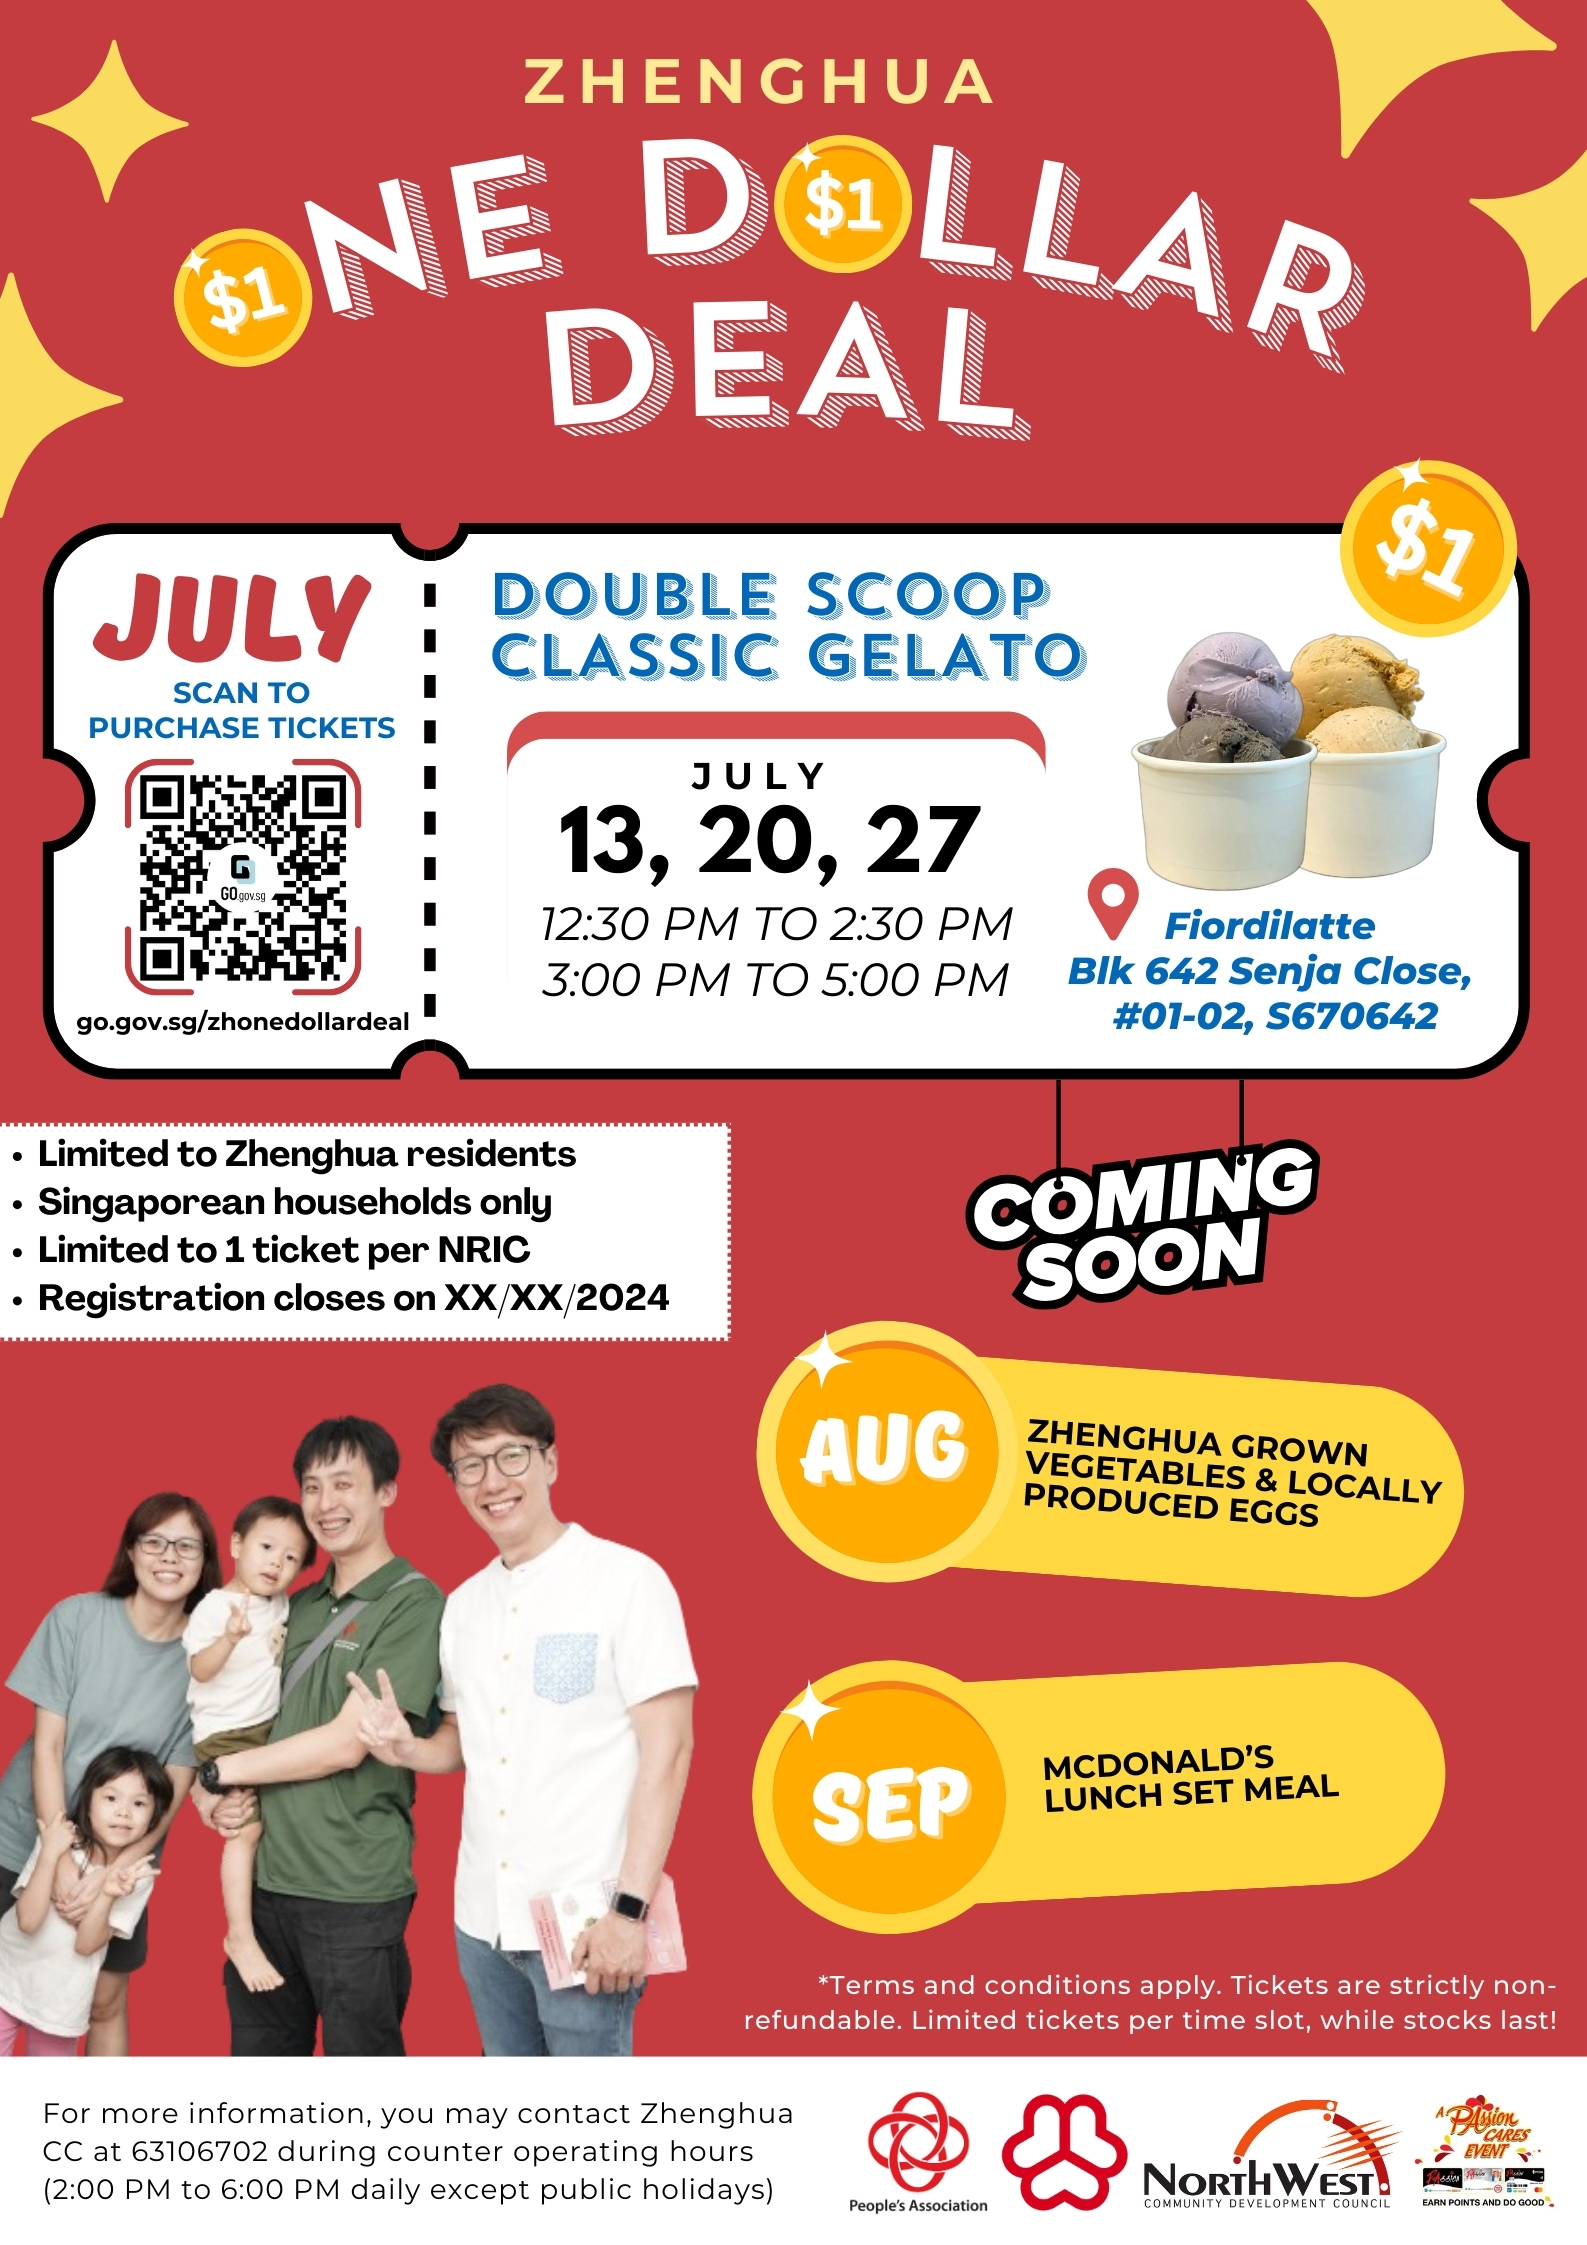 ZHENGHUA
$1NE D$1LLAR
DEAL
$1
JULY
SCAN TO
PURCHASE TICKETS
GO.gov.sg
go.gov.sg/zhonedollardeal
DOUBLE SCOOP
CLASSIC GELATO
JULY
13, 20, 27
12:30 PM TO 2:30 PM
3:00 PM TO 5:00 PM
Fiordilatte
Blk 642 Senja Close,
#01-02, S670642
• Limited to Zhenghua residents
• Singaporean households only
• Limited to 1 ticket per NRIC
• Registration closes on XX/XX/2024
COMING
SOON
AUG
ZHENGHUA GROWN
VEGETABLES & LOCALLY
PRODUCED EGGS
SEP
MCDONALD'S
LUNCH SET MEAL
*Terms and conditions apply. Tickets are strictly non-
refundable. Limited tickets per time slot, while stocks last!
For more information, you may contact Zhenghua
CC at 63106702 during counter operating hours
(2:00 PM to 6:00 PM daily except public holidays)
People's Association
NORTHWEST
COMMUNITY DEVELOPMENT COUNCIL
A
PAssion
CARES
EVENT
EARN POINTS AND DO GOOD